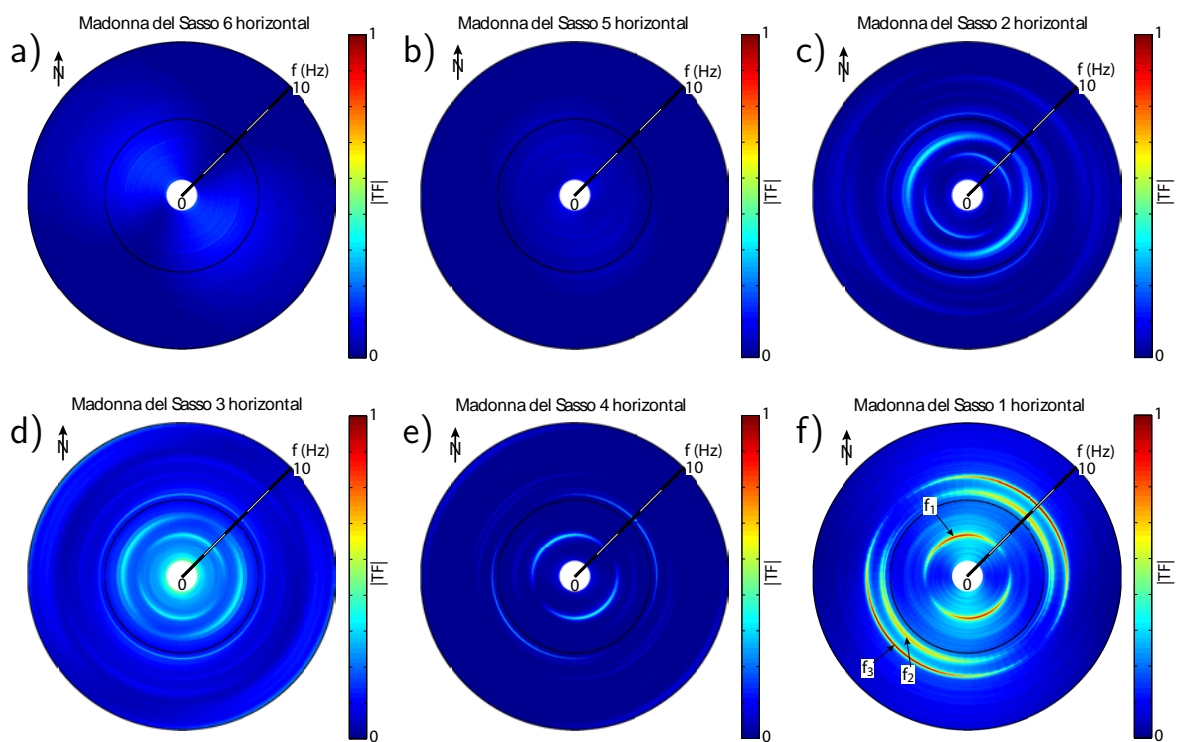 Madonna del Sasso 6 horizontal
a)
N
f (Hz)
10
0
1
|TF|
0
Madonna del Sasso 5 horizontal
b)
N
f (Hz)
10
0
1
|TF|
0
Madonna del Sasso 2 horizontal
c)
N
f (Hz)
10
0
1
|TF|
0
Madonna del Sasso 3 horizontal
d)
N
f (Hz)
10
0
1
|TF|
0
Madonna del Sasso 4 horizontal
e)
N
f (Hz)
10
0
1
|TF|
0
Madonna del Sasso 1 horizontal
f)
N
f (Hz)
10
f₁
0
f₃
f₂
1
|TF|
0